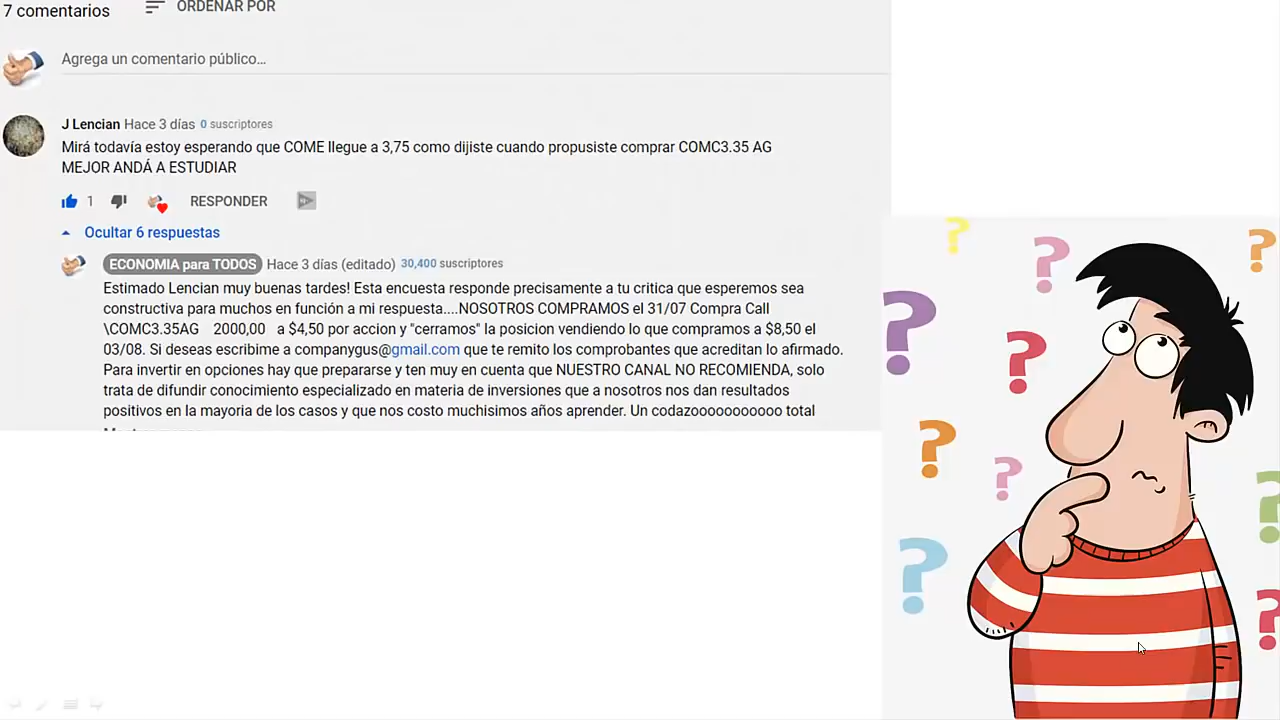 7 comentarios
ORDENAR POR
Agrega un comentario público...
J Lencian Hace 3 días 0 suscriptores
Mirá todavía estoy esperando que COME llegue a 3,75 como dijiste cuando propusiste comprar COMC3.35 AG
MEJOR ANDÁ A ESTUDIAR
1
RESPONDER
Ocultar 6 respuestas
ECONOMIA para TODOS Hace 3 días (editado) 30,400 suscriptores
Estimado Lencian muy buenas tardes! Esta encuesta responde precisamente a tu critica que esperemos sea
constructiva para muchos en función a mi respuesta....NOSOTROS COMPRAMOS el 31/07 Compra Call
\COMC3.35AG 2000,00 a $4,50 por accion y "cerramos" la posicion vendiendo lo que compramos a $8,50 el
03/08. Si deseas escribime a companygus@gmail.com que te remito los comprobantes que acreditan lo afirmado.
Para invertir en opciones hay que prepararse y ten muy en cuenta que NUESTRO CANAL NO RECOMIENDA, solo
trata de difundir conocimiento especializado en materia de inversiones que a nosotros nos dan resultados
positivos en la mayoria de los casos y que nos costo muchisimos años aprender. Un codazooooooooooo total
? ? ? ? ? ? ? ? ? ? ?